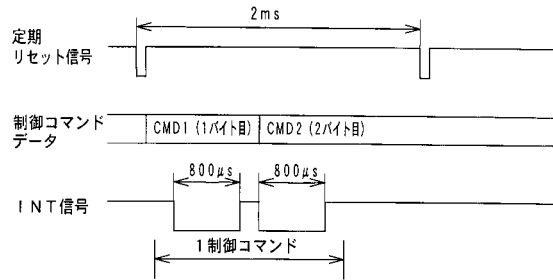 2ms
定期
リセット信号
制御コマンド
データ
CMD1 (1バイト目) CMD2 (2バイト目)
800μs 800μs
INT信号
1制御コマンド